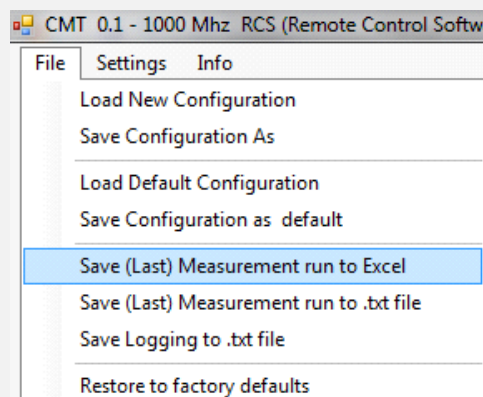 CMT 0.1 - 1000 Mhz RCS (Remote Control Softw
File Settings Info
Load New Configuration
Save Configuration As
Load Default Configuration
Save Configuration as default
Save (Last) Measurement run to Excel
Save (Last) Measurement run to .txt file
Save Logging to .txt file
Restore to factory defaults